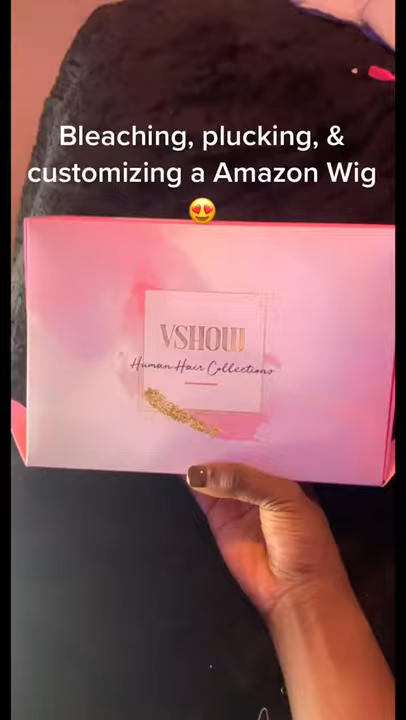 Bleaching, plucking, &
customizing a Amazon Wig
😍
VSHOW
Human Hair Collections